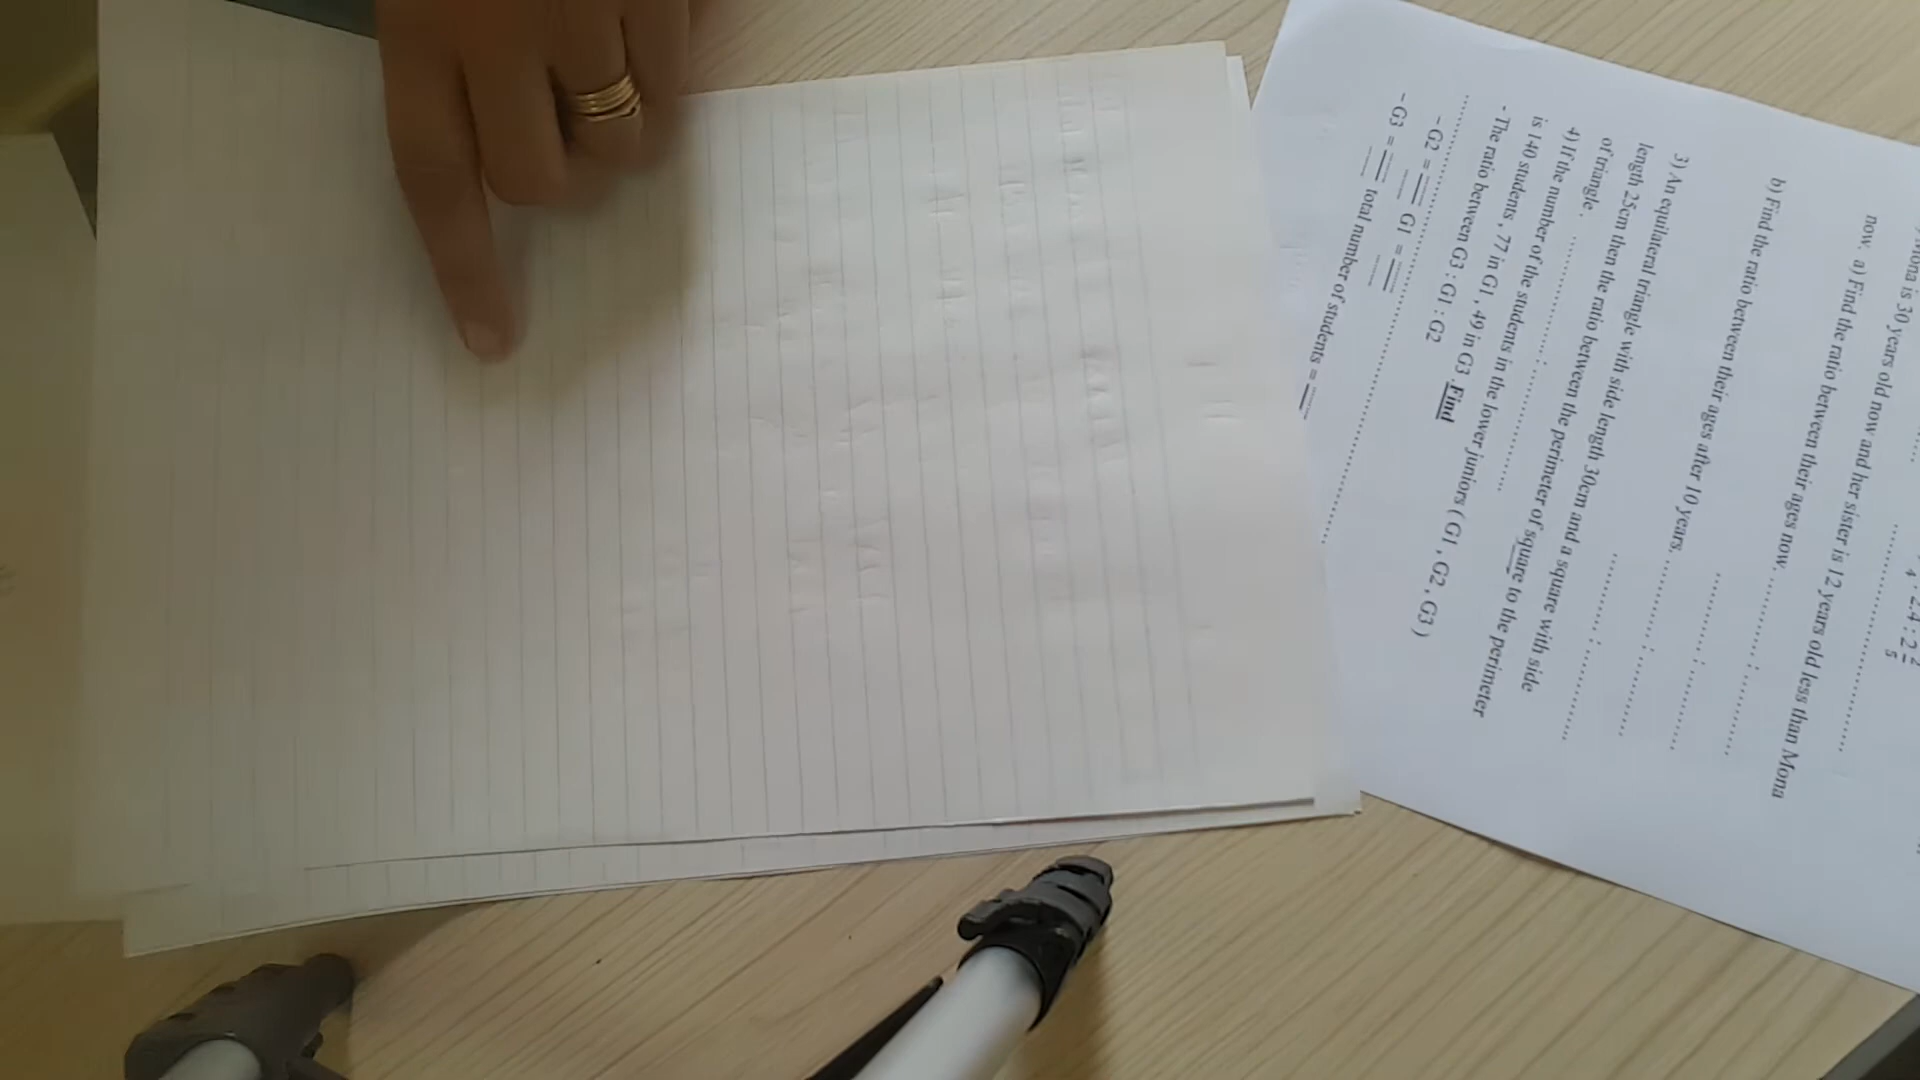 4 : 2.4 : 2 2/5
Mona is 30 years old now and her sister is 12 years old less than Mona
now. a) Find the ratio between their ages now. ............ : ............
b) Find the ratio between their ages after 10 years. ............ : ............
3) An equilateral triangle with side length 30cm and a square with side
length 25cm then the ratio between the perimeter of square to the perimeter
of triangle. ............ : ............
4) If the number of the students in the lower juniors ( G1 , G2 , G3 )
is 140 students , 77 in G1 , 49 in G3 Find
- The ratio between G3 : G1 : G2
............
- G2 = ---- G1 = ----
- G3 = ---- total number of students = ----